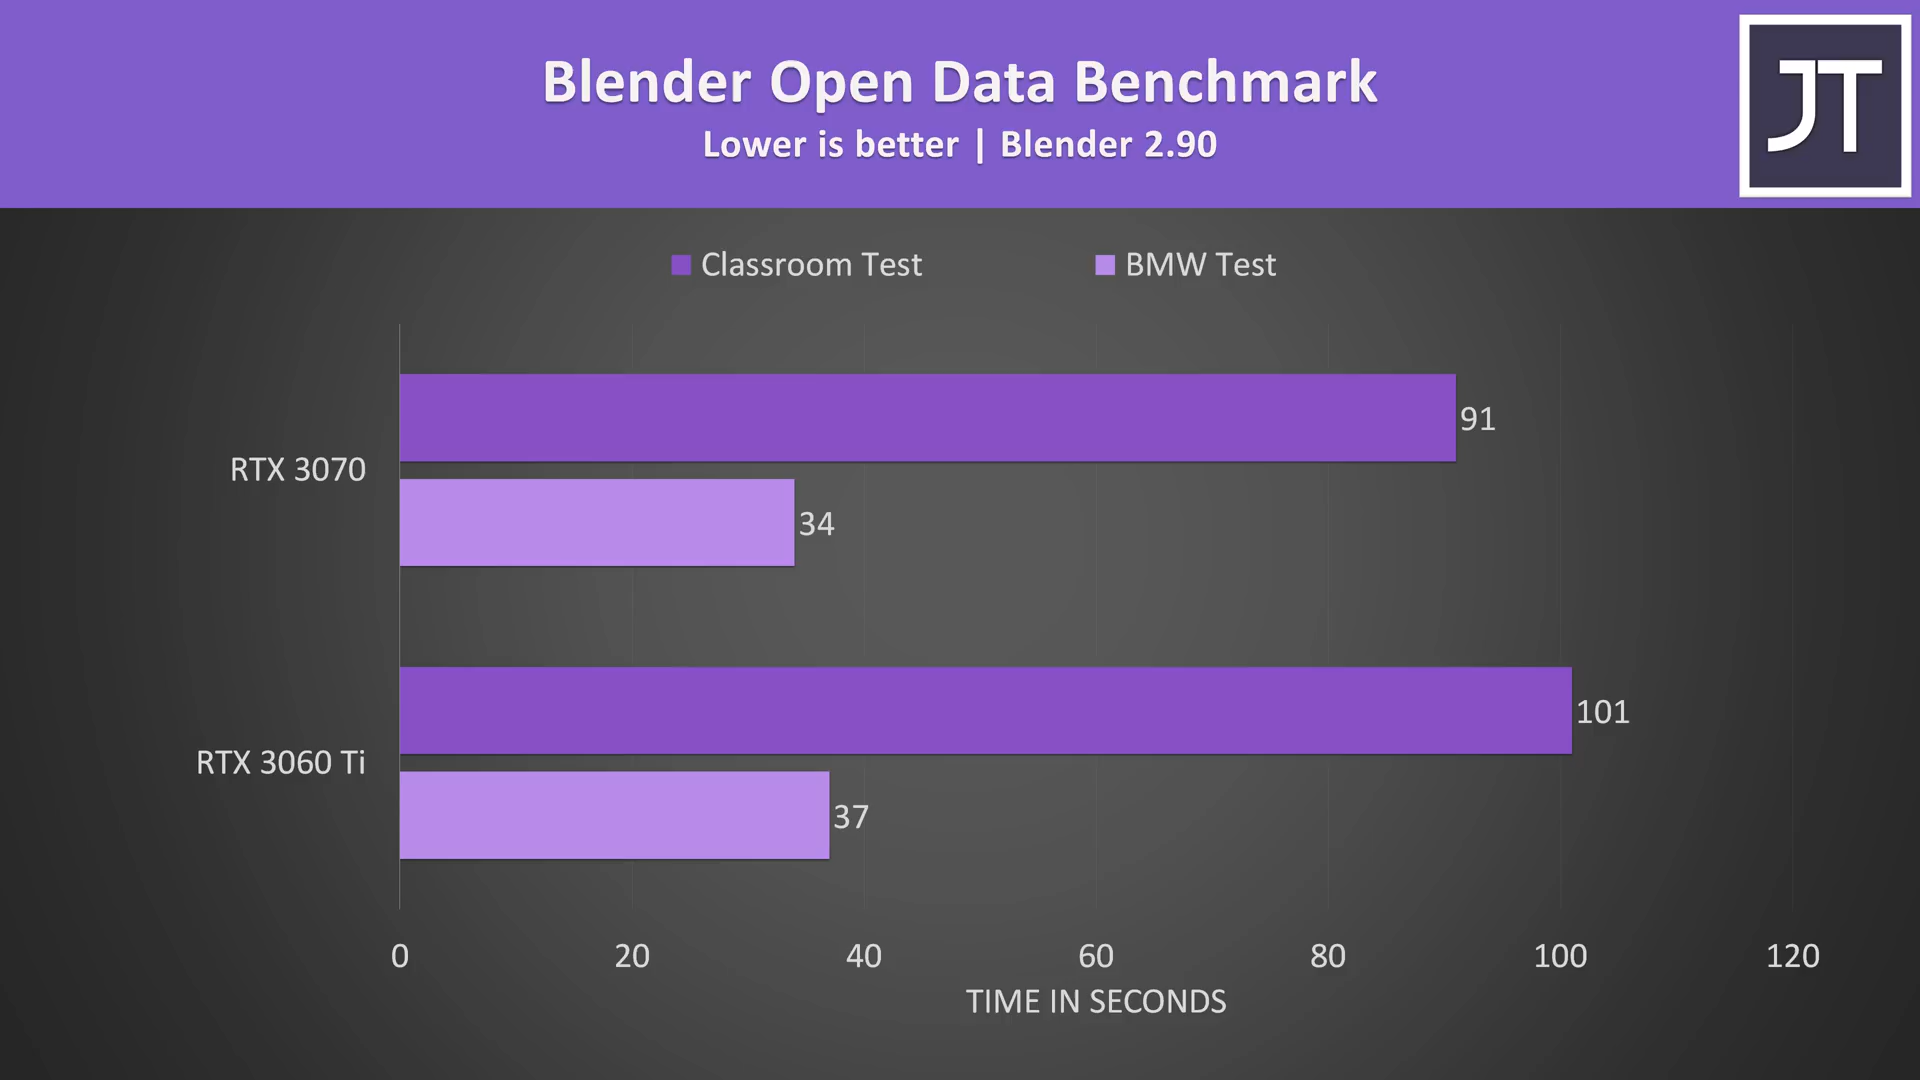 Blender Open Data Benchmark
Lower is better | Blender 2.90
JT
Classroom Test
BMW Test
RTX 3070
91
34
RTX 3060 Ti
101
37
0 20 40 60 80 100 120
TIME IN SECONDS